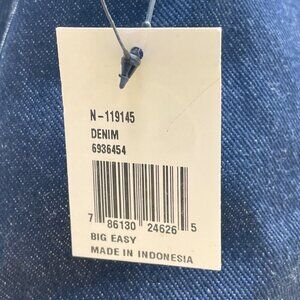 N-119145
DENIM
6936454
7 86130 24626 5
BIG EASY
MADE IN INDONESIA